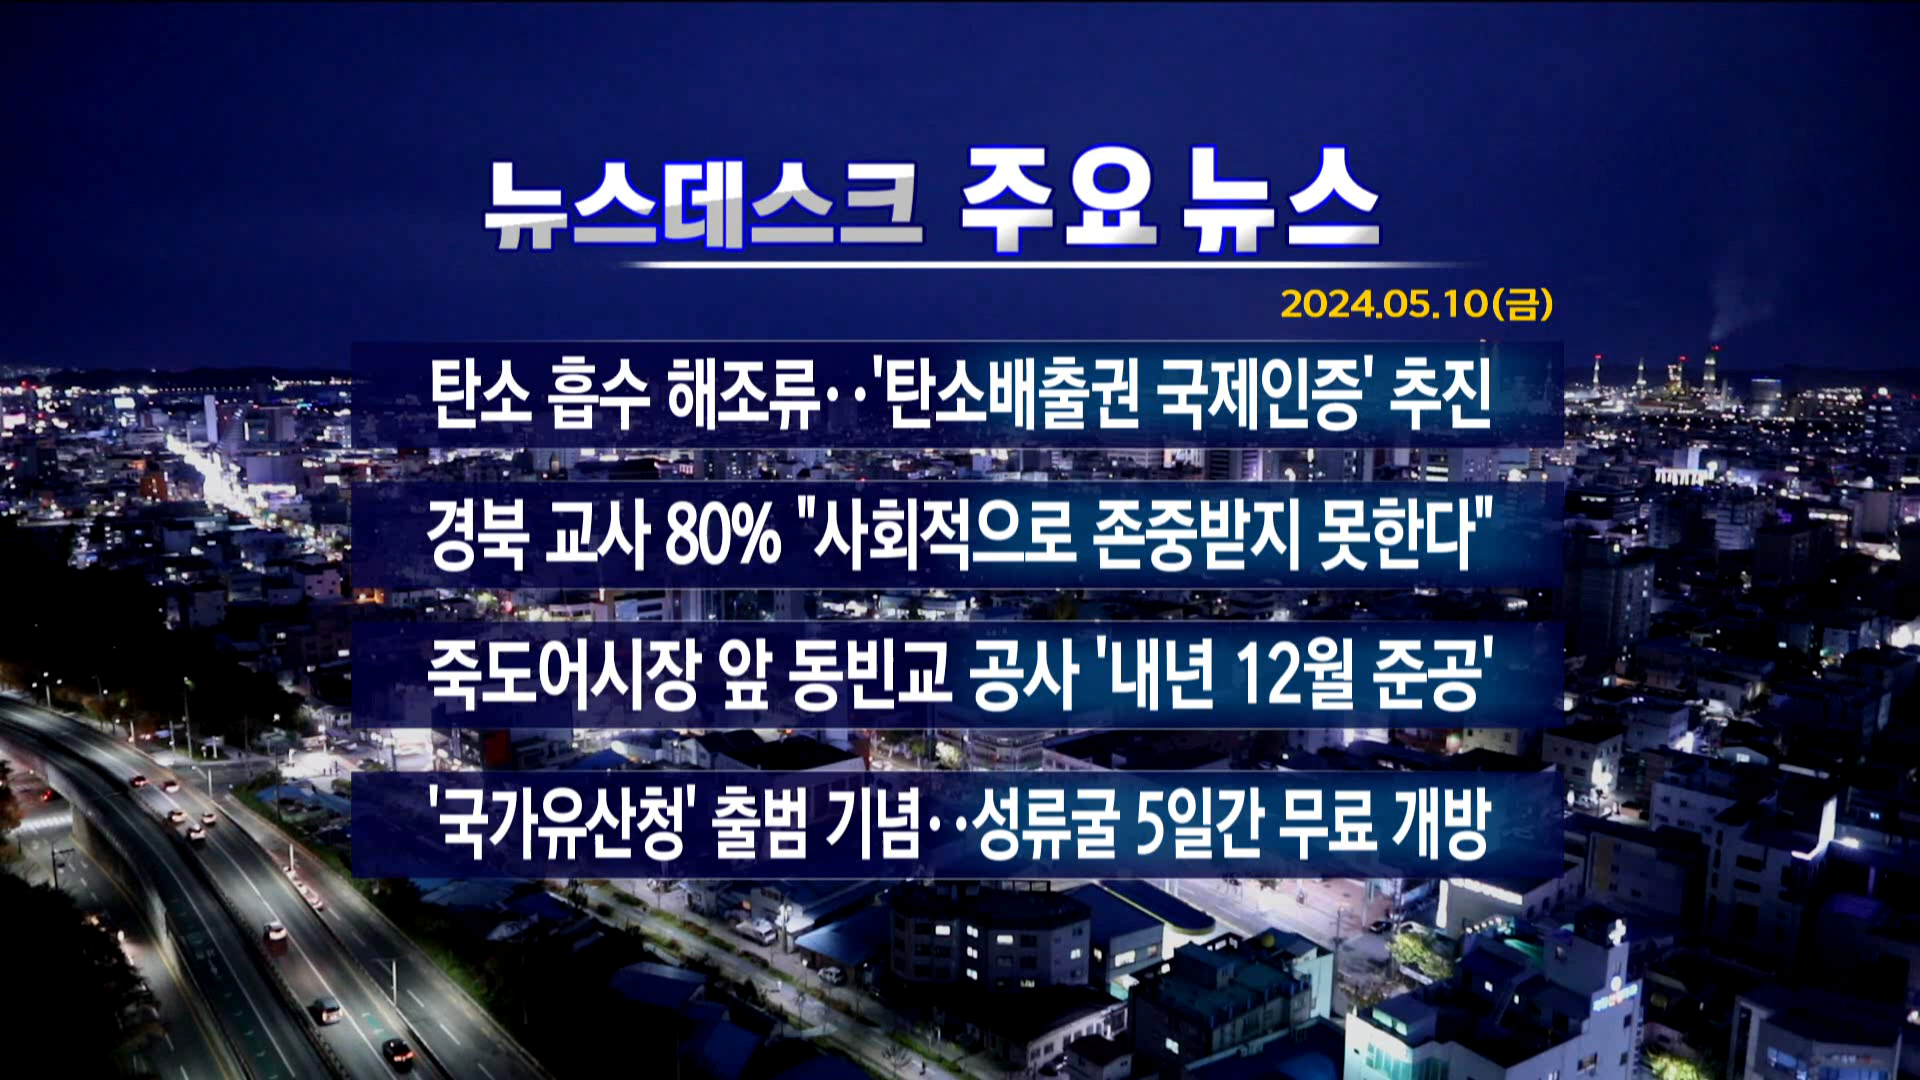 뉴스데스크 주요뉴스
2024.05.10(금)
탄소 흡수 해조류··'탄소배출권 국제인증' 추진
경북 교사 80% "사회적으로 존중받지 못한다"
죽도어시장 앞 동빈교 공사 '내년 12월 준공'
'국가유산청' 출범 기념··성류굴 5일간 무료 개방